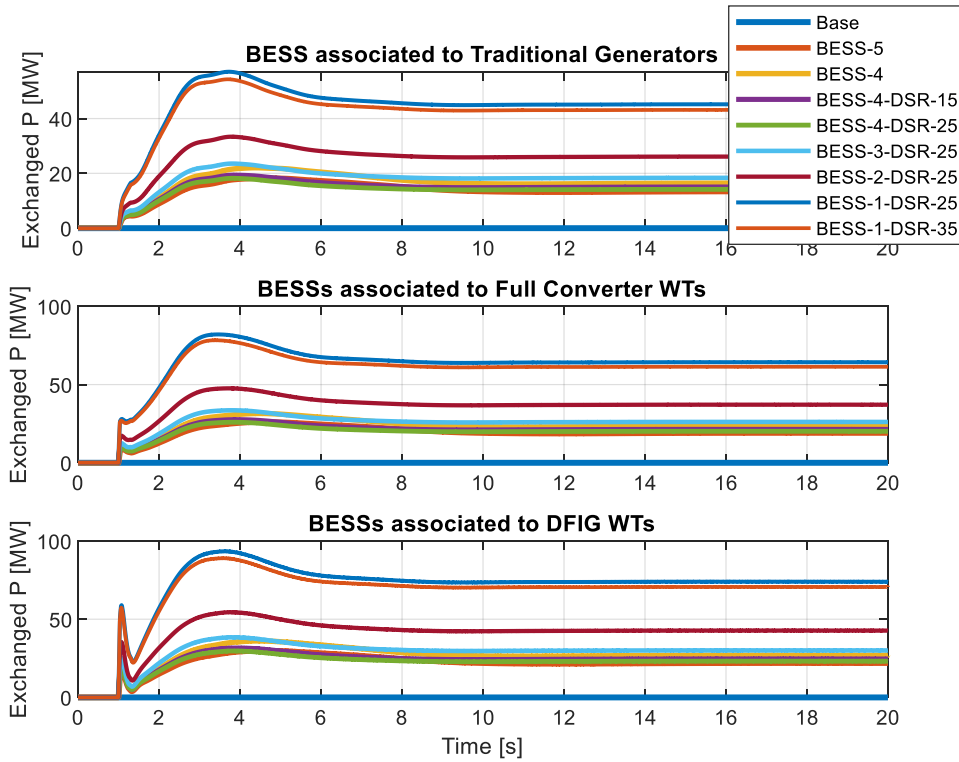 BESS associated to Traditional Generators
Exchanged P [MW]
40
20
0
0 2 4 6 8 10 12 14 16 18 20
Base
BESS-5
BESS-4
BESS-4-DSR-15
BESS-4-DSR-25
BESS-3-DSR-25
BESS-2-DSR-25
BESS-1-DSR-25
BESS-1-DSR-35
BESSs associated to Full Converter WTs
Exchanged P [MW]
100
50
0
0 2 4 6 8 10 12 14 16 18 20
BESSs associated to DFIG WTs
Exchanged P [MW]
100
50
0
0 2 4 6 8 10 12 14 16 18 20
Time [s]